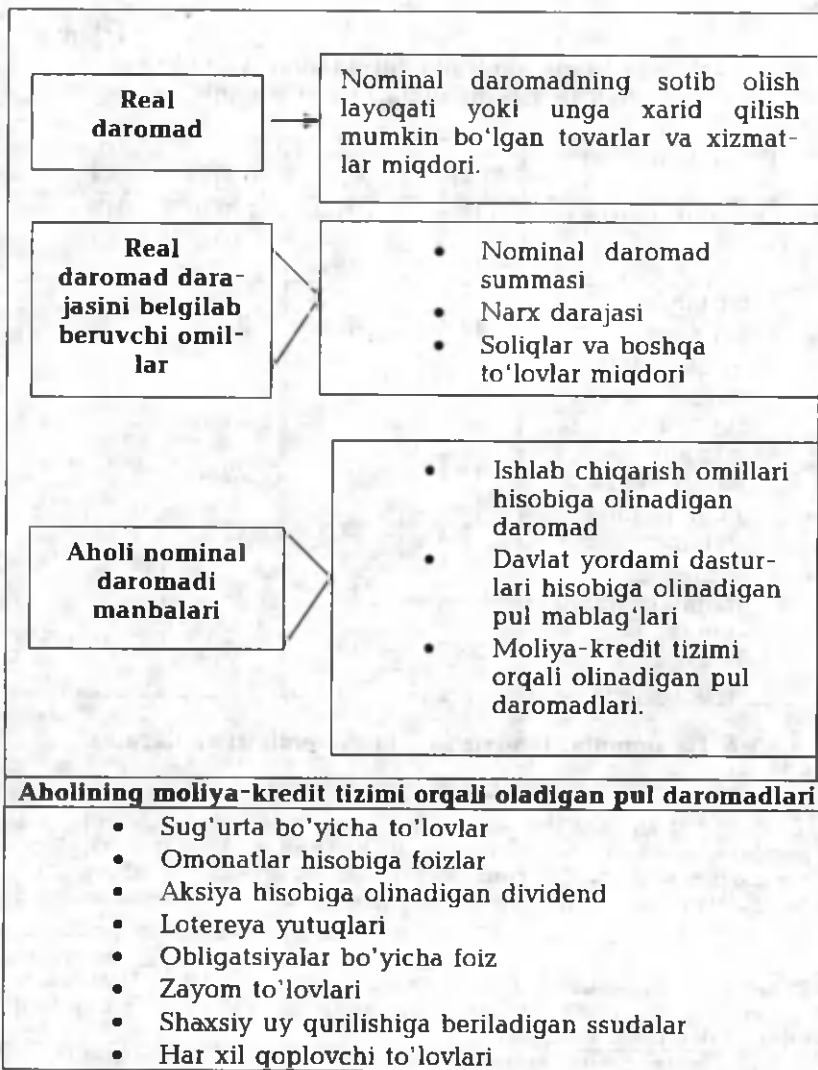 Real
daromad
Nominal daromadning sotib olish
layoqati yoki unga xarid qilish
mumkin bo‘lgan tovarlar va xizmat-
lar miqdori.
Real
daromad dara-
jasini belgilab
beruvchi omil-
lar
• Nominal daromad
summasi
• Narx darajasi
• Soliqlar va boshqa
to‘lovlar miqdori
Aholi nominal
daromadi
manbalari
• Ishlab chiqarish omillari
hisobiga olinadigan
daromad
• Davlat yordami dastur-
lari hisobiga olinadigan
pul mablag‘lari
• Moliya-kredit tizimi
orqali olinadigan pul
daromadlari.
Aholining moliya-kredit tizimi orqali oladigan pul daromadlari
• Sug‘urta bo‘yicha to‘lovlar
• Omonatlar hisobiga foizlar
• Aksiya hisobiga olinadigan dividend
• Lotereya yutuqlari
• Obligatsiyalar bo‘yicha foiz
• Zayom to‘lovlari
• Shaxsiy uy qurilishiga beriladigan ssudalar
• Har xil qoplovchi to‘lovlari